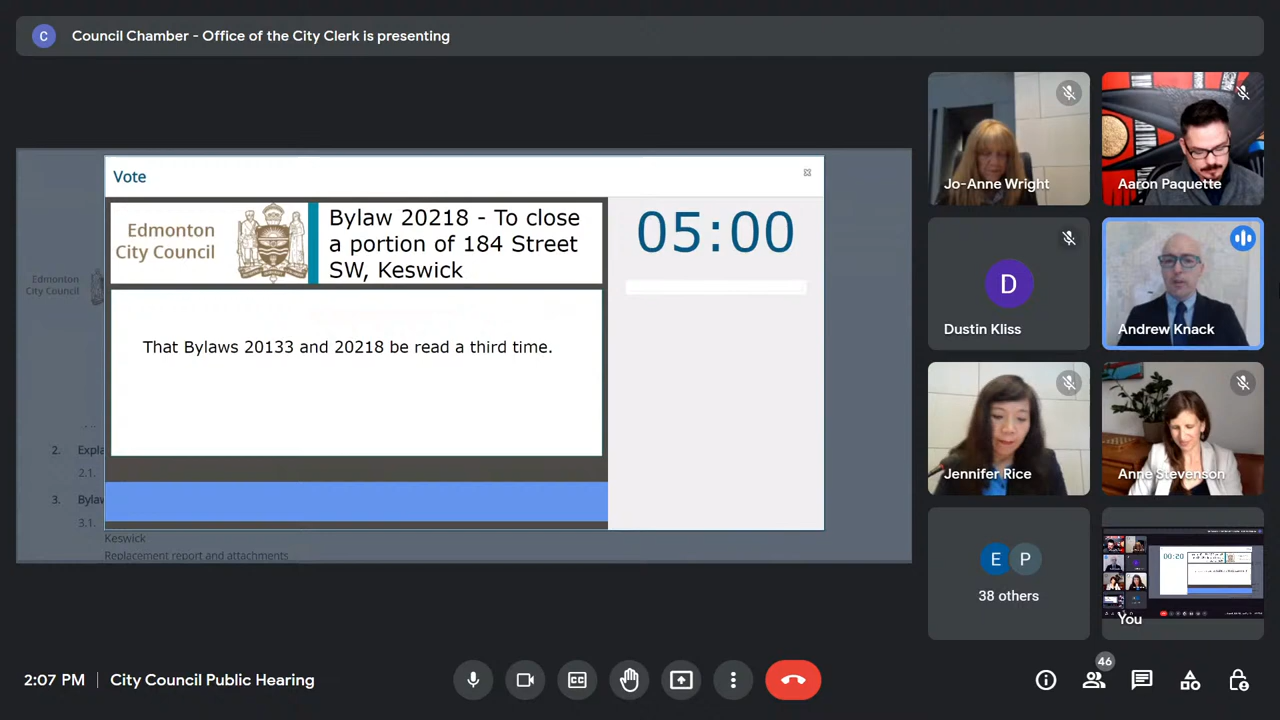 C
Council Chamber - Office of the City Clerk is presenting
Vote
Edmonton
City Council
Bylaw 20218 - To close
a portion of 184 Street
SW, Keswick
05:00
That Bylaws 20133 and 20218 be read a third time.
Edmonton
City Council
2.
2.1.
3.
3.1.
Keswick
Replacement report and attachments
Jo-Anne Wright
Aaron Paquette
D
Dustin Kliss
Andrew Knack
Jennifer Rice
Anne Stevenson
E P
38 others
You
2:07 PM
City Council Public Hearing
46